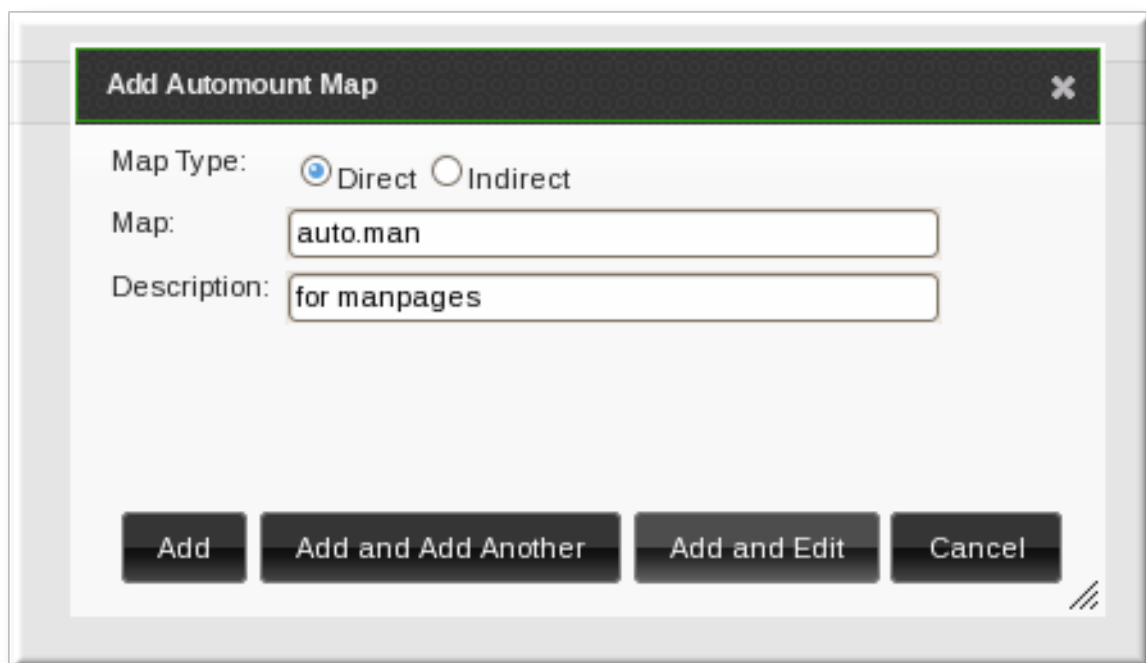 Add Automount Map
Map Type: Direct Indirect
Map: auto.man
Description: for manpages
Add Add and Add Another Add and Edit Cancel